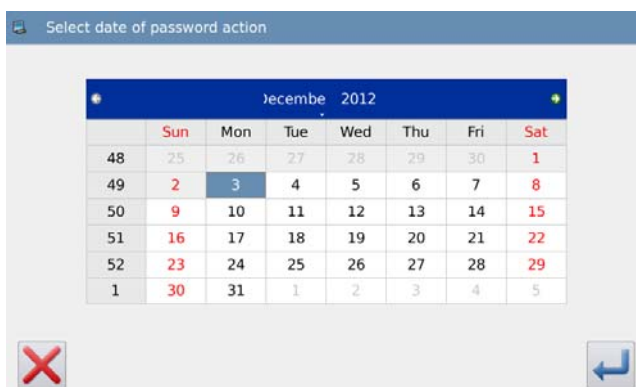 Select date of password action
ecembe 2012
Sun Mon Tue Wed Thu Fri Sat
48 25 26 27 28 29 30 1
49 2 3 4 5 6 7 8
50 9 10 11 12 13 14 15
51 16 17 18 19 20 21 22
52 23 24 25 26 27 28 29
1 30 31 1 2 3 4 5